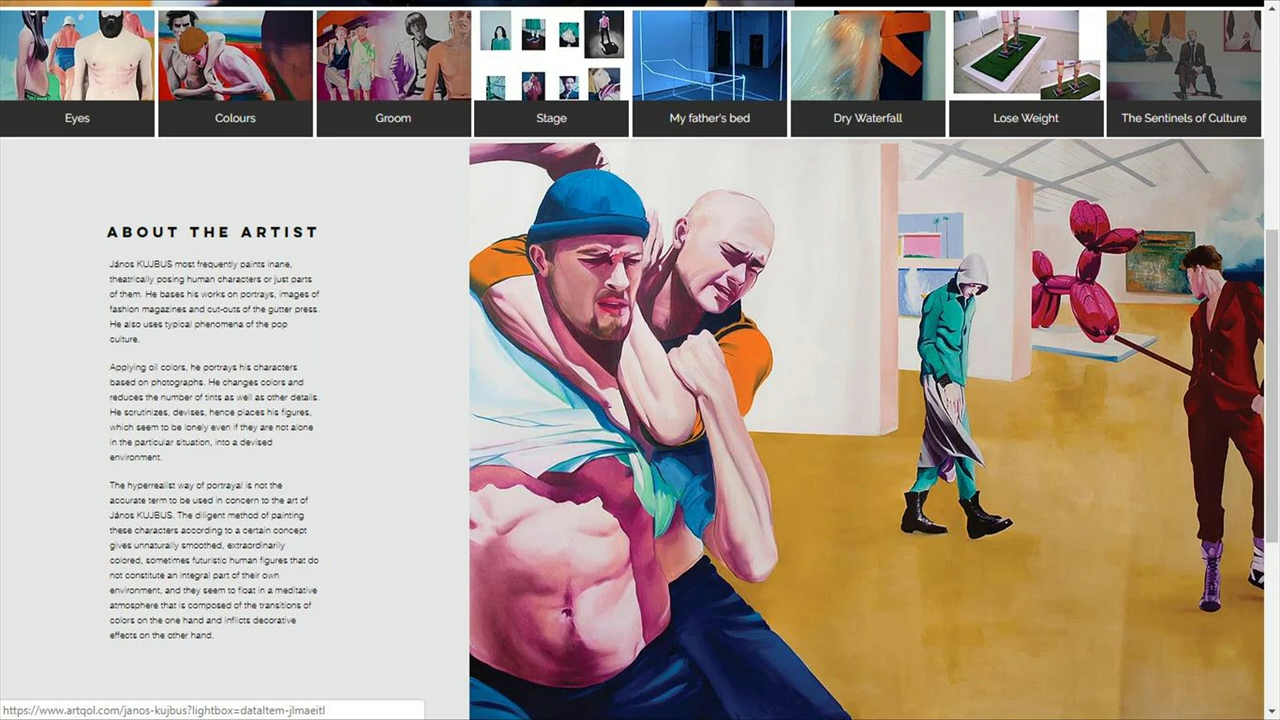 Eyes
Colours
Groom
Stage
My father's bed
Dry Waterfall
Lose Weight
The Sentinels of Culture
ABOUT THE ARTIST
János KUJBUS most frequently paints inane,
theatrically posing human characters or just parts
of them. He bases his works on portrays, images of
fashion magazines and cut-outs of the gutter press.
He also uses typical phenomena of the pop
culture.
Applying oil colors, he portrays his characters
based on photographs. He changes colors and
reduces the number of tints as well as other details.
He scrutinizes, devises, hence places his figures,
which seem to be lonely even if they are not alone
in the particular situation, into a devised
environment.
The hyperrealist way of portrayal is not the
accurate term to be used in concern to the art of
János KUJBUS. The diligent method of painting
these characters according to a certain concept
gives unnaturally smoothed, extraordinarily
colored, sometimes futuristic human figures that do
not constitute an integral part of their own
environment, and they seem to float in a meditative
atmosphere that is composed of the transitions of
colors on the one hand and inflicts decorative
effects on the other hand.
https://www.artqol.com/janos-kujbus?lightbox=dataItem-jlmaeitl